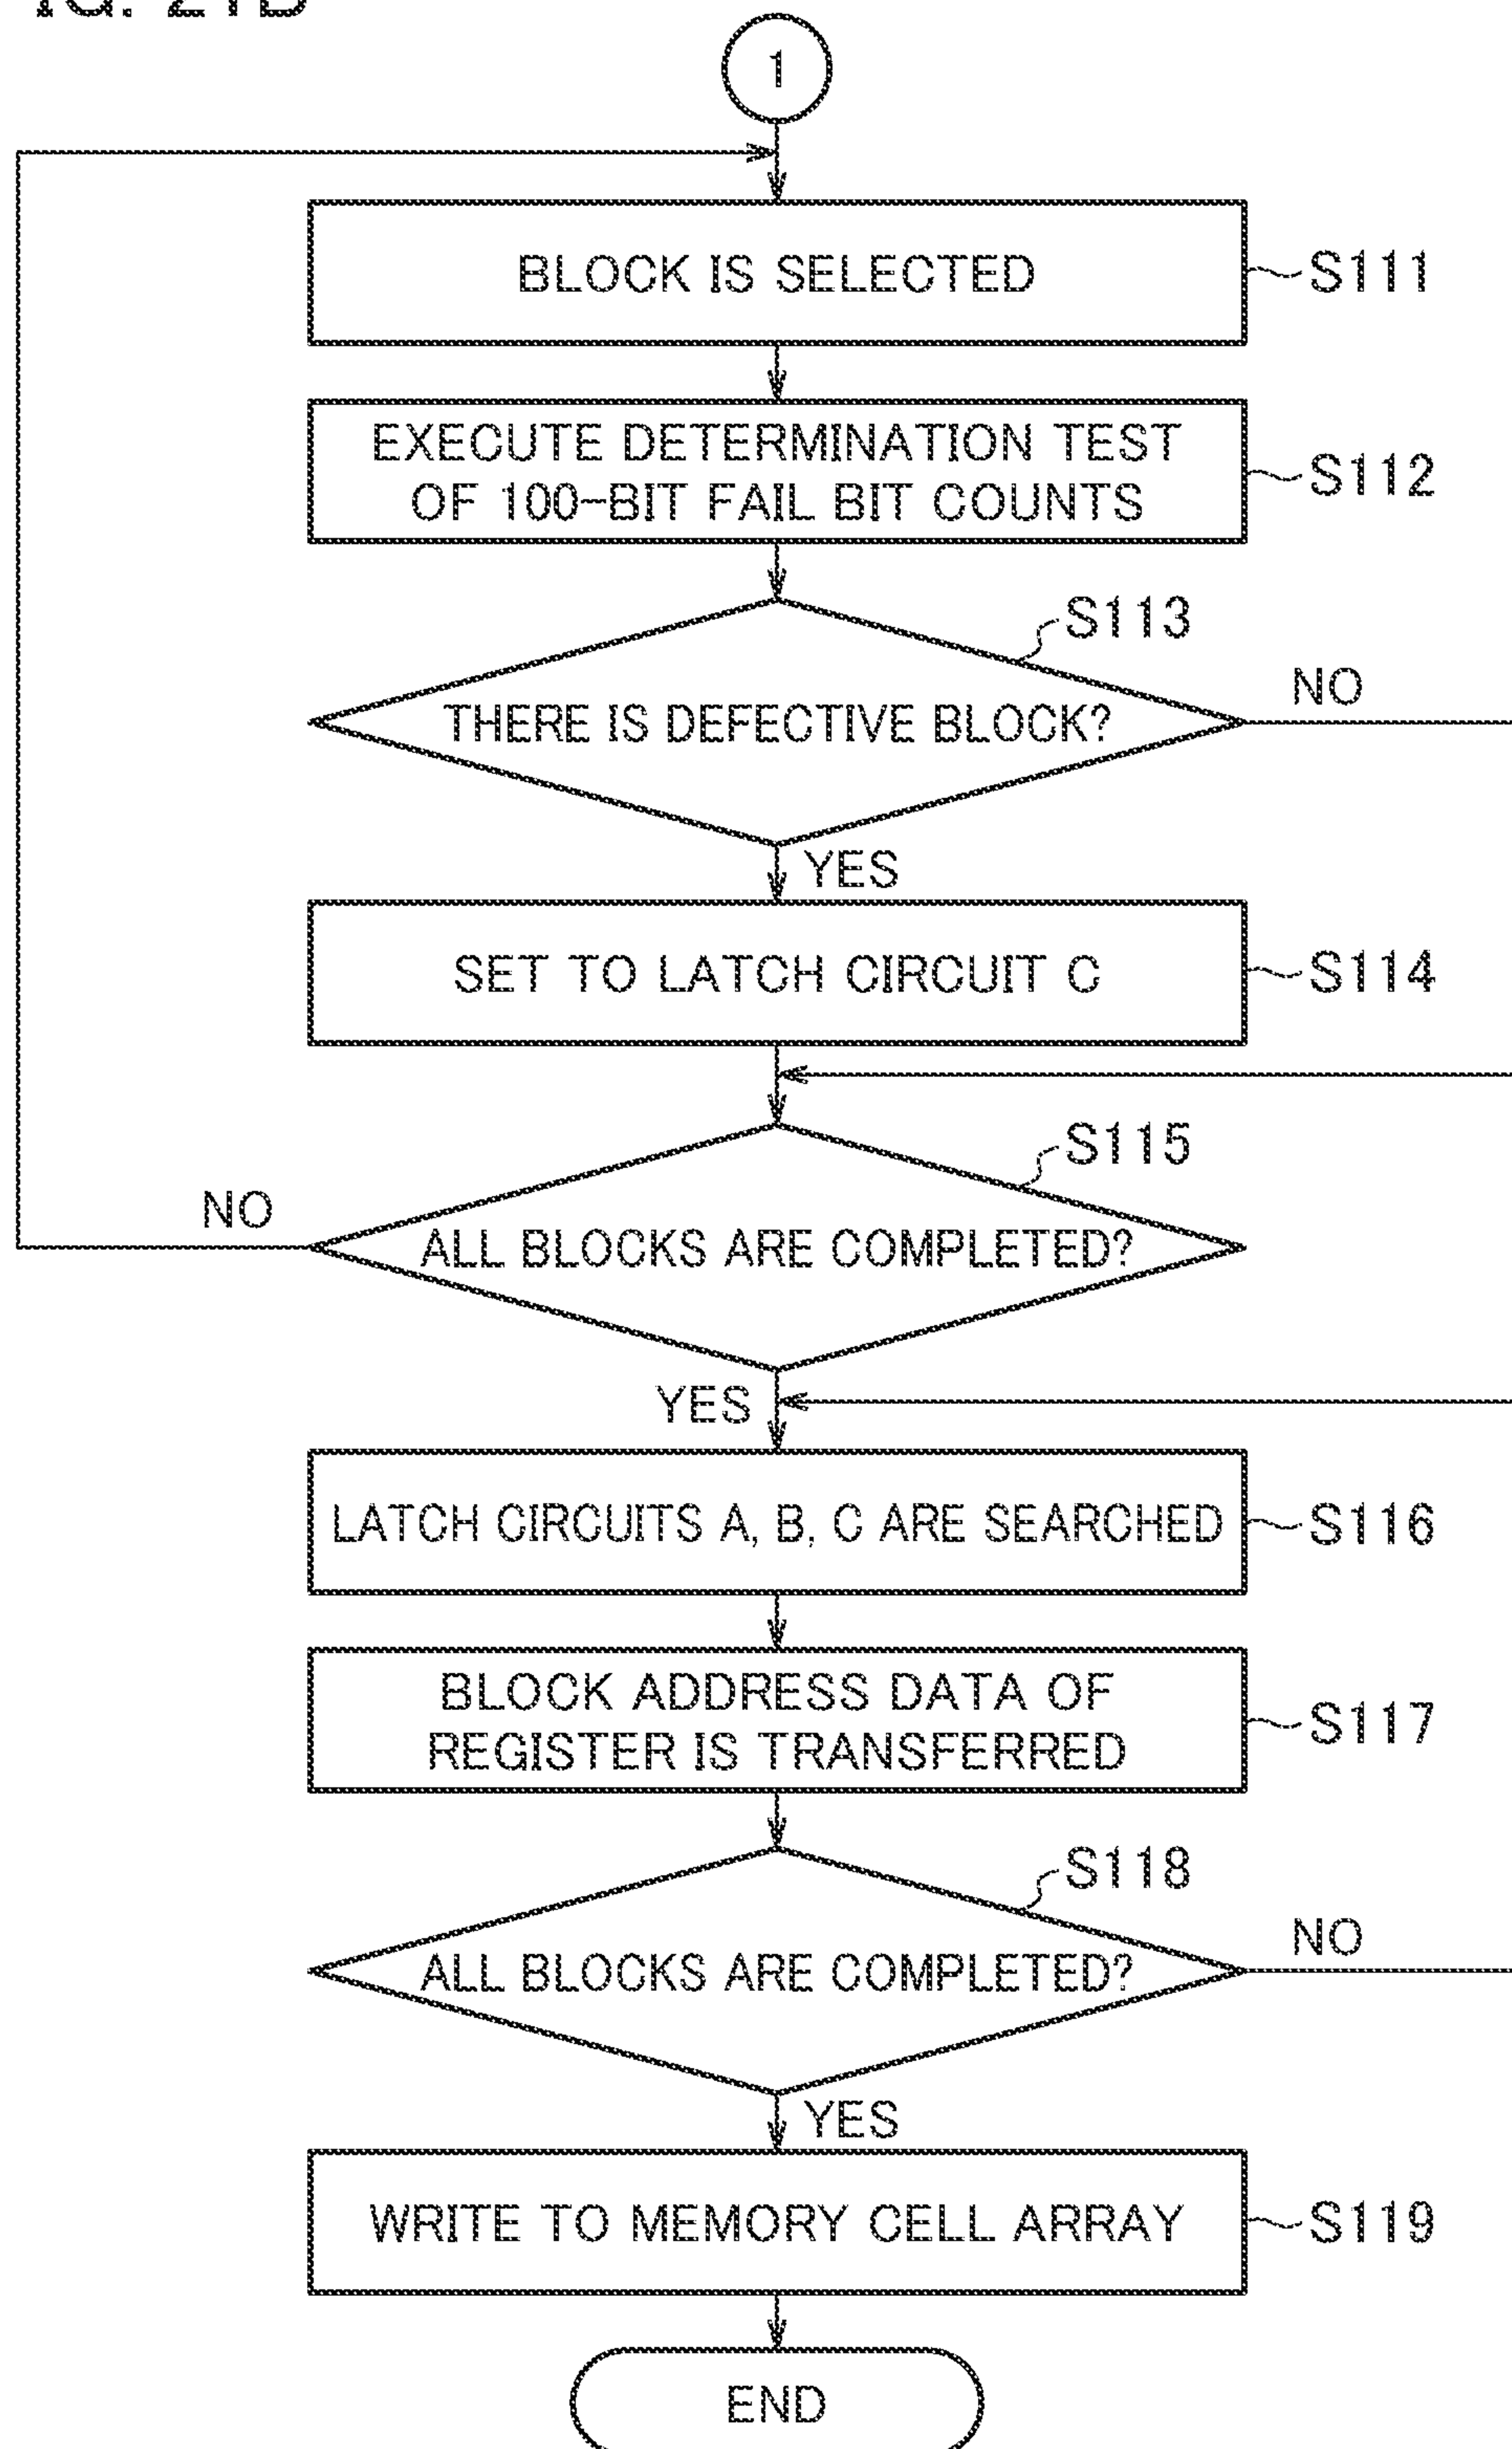 1
BLOCK IS SELECTED
S111
EXECUTE DETERMINATION TEST
OF 100-BIT FAIL BIT COUNTS
S112
S113
THERE IS DEFECTIVE BLOCK?
NO
YES
SET TO LATCH CIRCUIT C
S114
S115
ALL BLOCKS ARE COMPLETED?
NO
YES
LATCH CIRCUITS A, B, C ARE SEARCHED
S116
BLOCK ADDRESS DATA OF
REGISTER IS TRANSFERRED
S117
S118
ALL BLOCKS ARE COMPLETED?
NO
YES
WRITE TO MEMORY CELL ARRAY
S119
END